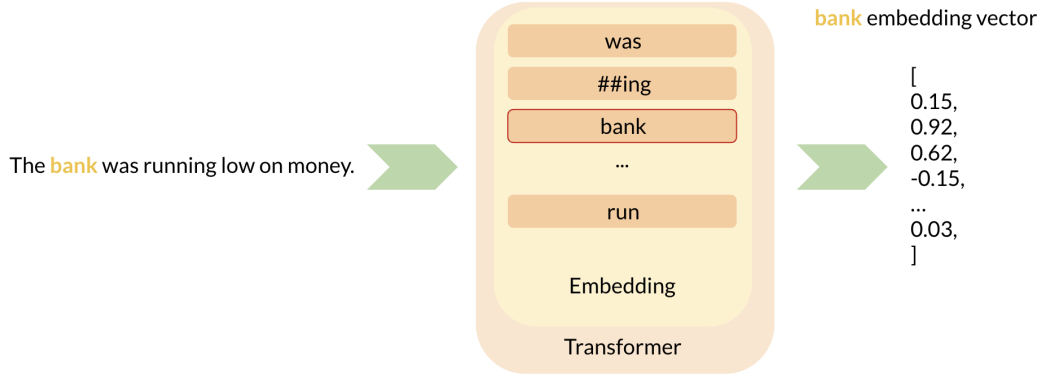 The bank was running low on money.
was
##ing
bank
...
run
Embedding
Transformer
bank embedding vector
[
0.15,
0.92,
0.62,
-0.15,
...
0.03,
]